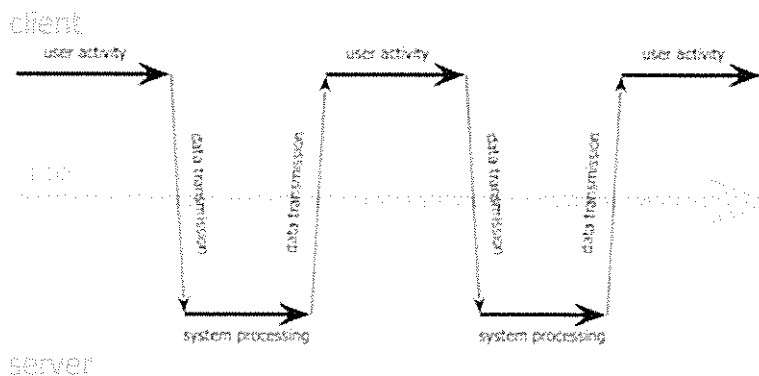 client
user activity
user activity
user activity
data transmission
data transmission
data transmission
data transmission
system processing
system processing
server